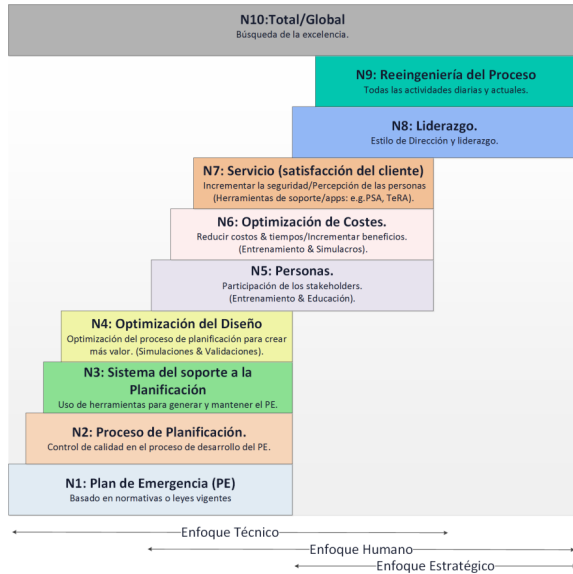 N10:Total/Global
Búsqueda de la excelencia.
N9: Reeingeniería del Proceso
Todas las actividades diarias y actuales.
N8: Liderazgo.
Estilo de Dirección y liderazgo.
N7: Servicio (satisfacción del cliente)
Incrementar la seguridad/Percepción de las personas
(Herramientas de soporte/apps: e.g.PSA, TeRA).
N6: Optimización de Costes.
Reducir costos & tiempos/Incrementar beneficios.
(Entrenamiento & Simulacros).
N5: Personas.
Participación de los stakeholders.
(Entrenamiento & Educación).
N4: Optimización del Diseño
Optimización del proceso de planificación para crear
más valor. (Simulaciones & Validaciones).
N3: Sistema del soporte a la
Planificación
Uso de herramientas para generar y mantener el PE.
N2: Proceso de Planificación.
Control de calidad en el proceso de desarrollo del PE.
N1: Plan de Emergencia (PE)
Basado en normativas o leyes vigentes
Enfoque Técnico
Enfoque Humano
Enfoque Estratégico